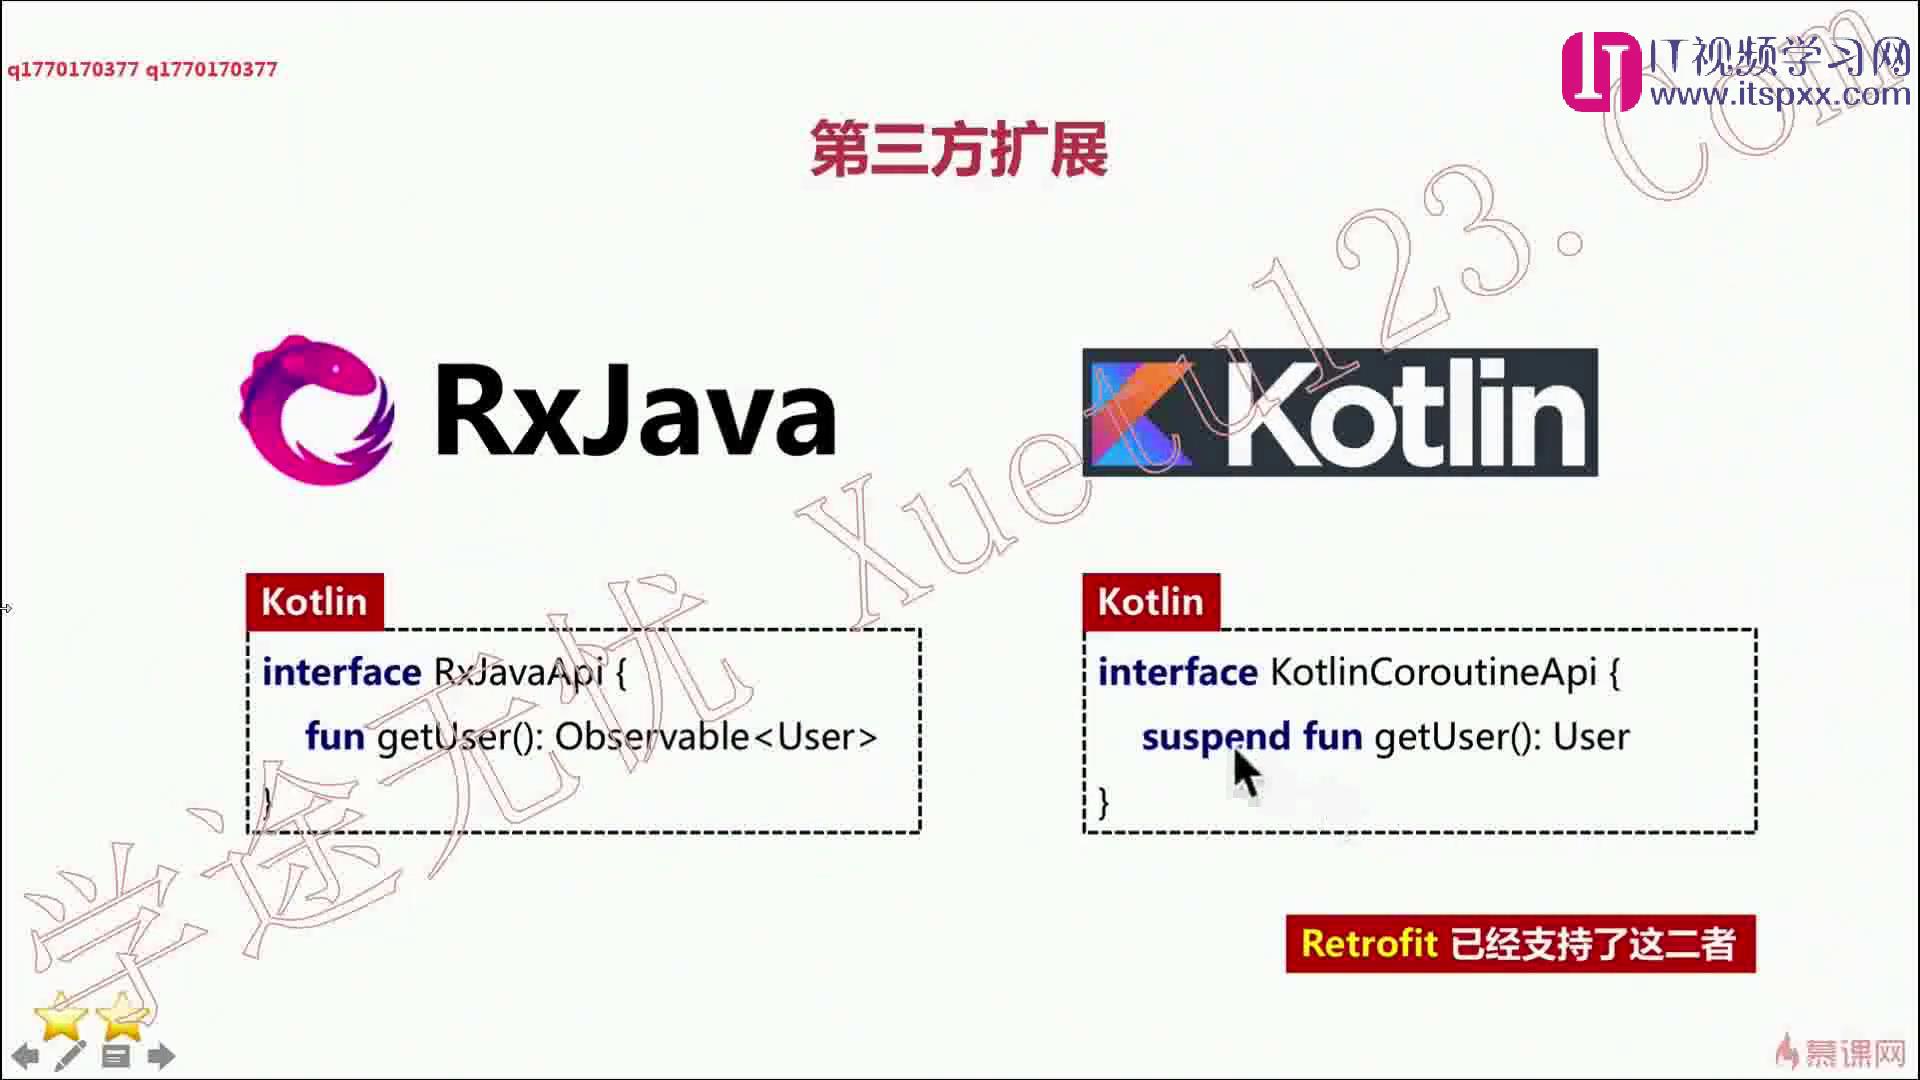 q1770170377 q1770170377
IT视频学习网
www.itspxx.com
第三方扩展
RxJava
Kotlin
Kotlin
interface RxJavaApi {
fun getUser(): Observable<User>
}
Kotlin
interface KotlinCoroutineApi {
suspend fun getUser(): User
}
Retrofit 已经支持了这二者
学途无忧 Xuetu123.Com
慕课网